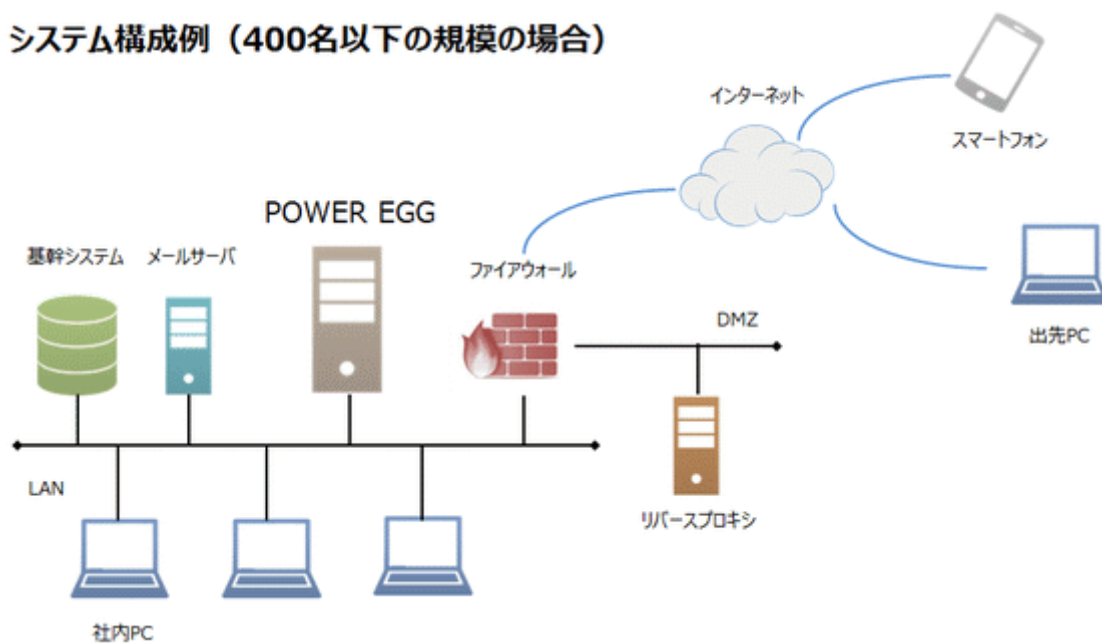 システム構成例（400名以下の規模の場合）
インターネット
スマートフォン
POWER EGG
基幹システム
メールサーバ
ファイアウォール
DMZ
出先PC
LAN
リバースプロキシ
社内PC